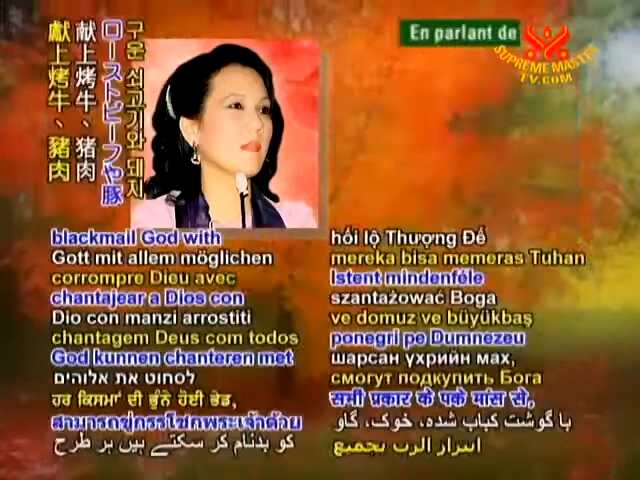 En parlant de
SUPREME MASTER
TV.COM
구운 쇠고기와 돼지
ローストビーフや豚
献上烤牛、猪肉
獻上烤牛、豬肉
blackmail God with
Gott mit allem möglichen
corrompre Dieu avec
chantajear a Dios con
Dio con manzi arrostiti
chantagem Deus com todos
God kunnen chanteren met
לסחוט את אלוהים
ਹਰ ਕਿਸਮਾਂ ਦੀ ਭੁੰਨੇ ਹੋਈ ਭੇਡ,
สามารถขู่กรรโชกพระเจ้าด้วย
کو بدنام کر سکتے ہیں ہر طرح
hối lộ Thượng Đế
mereka bisa memeras Tuhan
Istent mindenféle
szantażować Boga
ve domuz ve büyükbaş
ponegri pe Dumnezeu
шарсан үхрийн мах,
смогут подкупить Бога
सभी प्रकार के पके मांस से,
با گوشت کباب شده، خوک، گاو
ابتزاز الرب بجميع